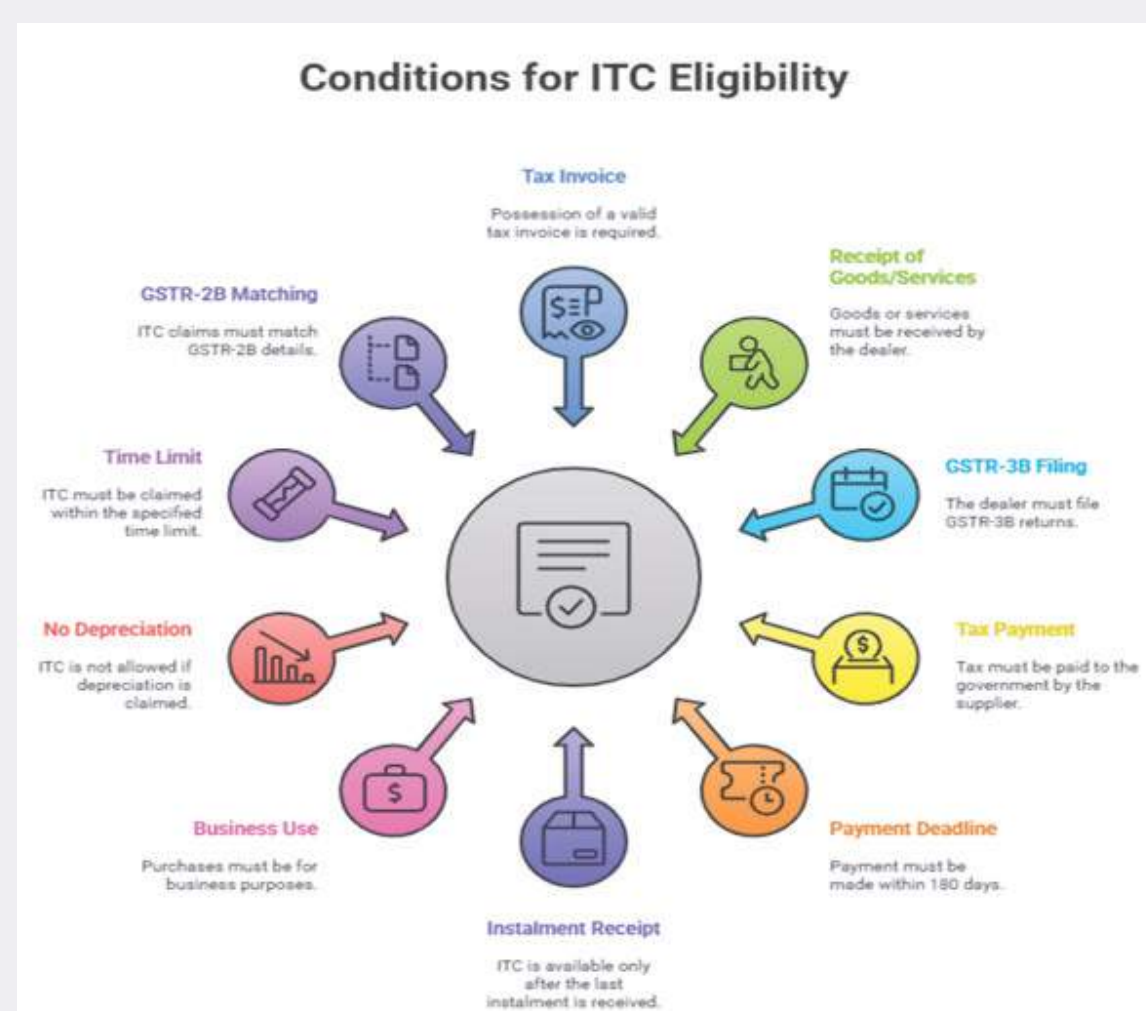 Conditions for ITC Eligibility
Tax Invoice
Possession of a valid
tax invoice is required.
Receipt of
Goods/Services
Goods or services
must be received by
the dealer.
GSTR-3B Filing
The dealer must file
GSTR-3B returns.
Tax Payment
Tax must be paid to the
government by the
supplier.
Payment Deadline
Payment must be
made within 180 days.
Instalment Receipt
ITC is available only
after the last
instalment is received.
Business Use
Purchases must be for
business purposes.
No Depreciation
ITC is not allowed if
depreciation is
claimed.
Time Limit
ITC must be claimed
within the specified
time limit.
GSTR-2B Matching
ITC claims must match
GSTR-2B details.